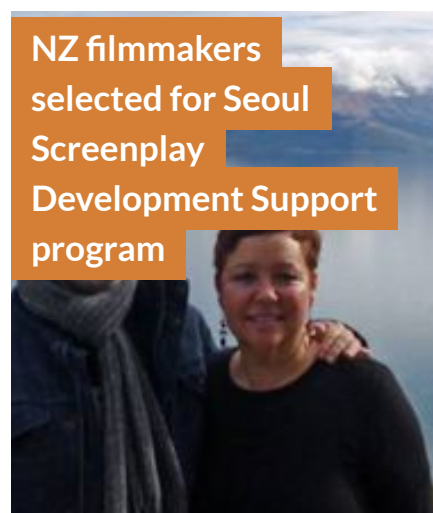 NZ filmmakers
selected for Seoul
Screenplay
Development Support
program